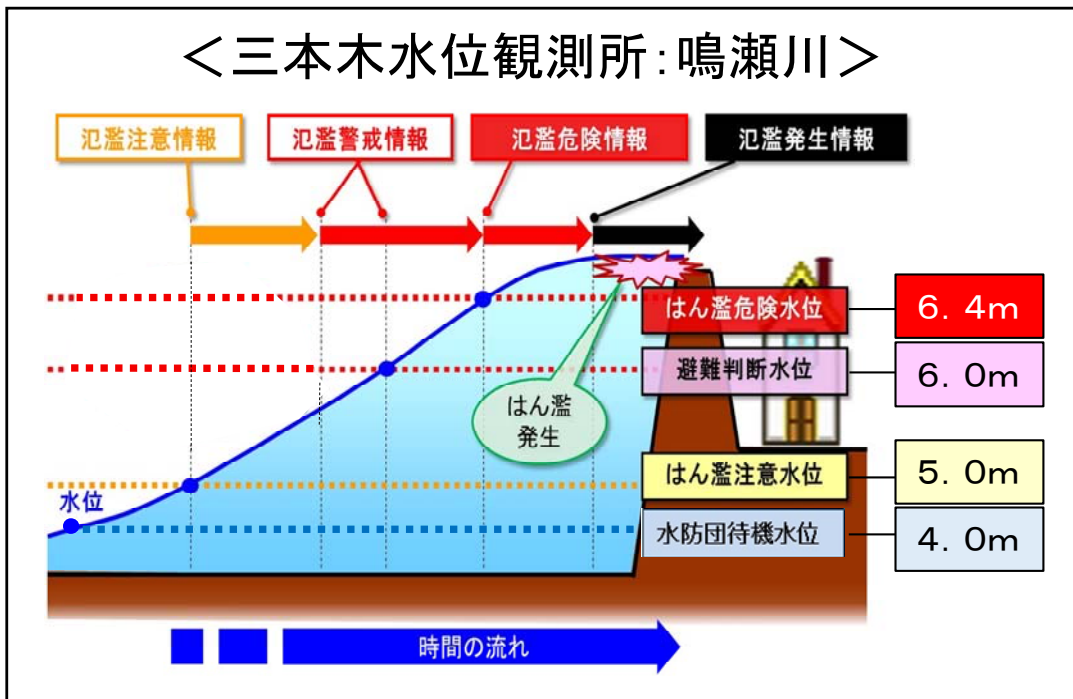 ＜三本木水位観測所:鳴瀬川＞
氾濫注意情報
氾濫警戒情報
氾濫危険情報
氾濫発生情報
はん濫危険水位
６．４ｍ
避難判断水位
６．０ｍ
はん濫
発生
はん濫注意水位
５．０ｍ
水位
水防団待機水位
４．０ｍ
時間の流れ